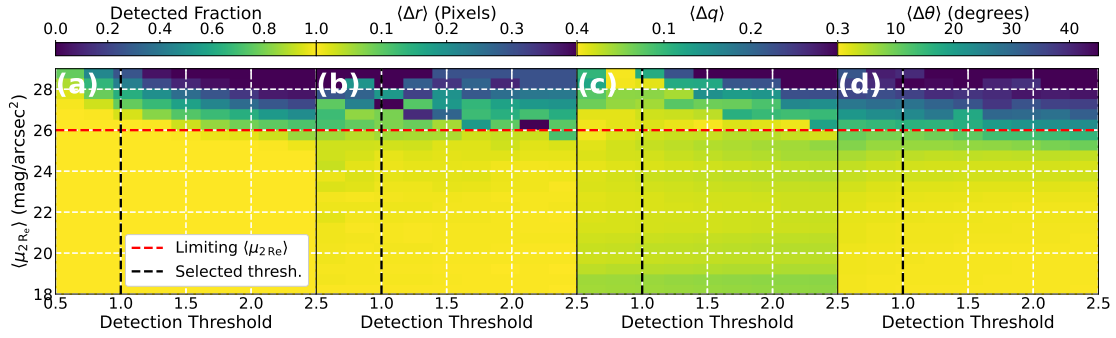 Detected Fraction ⟨Δr⟩ (Pixels) ⟨Δq⟩ ⟨Δθ⟩ (degrees)
0.0 0.2 0.4 0.6 0.8 1.0 0.1 0.2 0.3 0.4 0.1 0.2 0.3 10 20 30 40
(a) (b) (c) (d)
28
26
24
22
20
18
⟨μ2 Re⟩ (mag/arcsec²)
Limiting ⟨μ2 Re⟩
Selected thresh.
0.5 1.0 1.5 2.0 2.5 1.0 1.5 2.0 2.5 1.0 1.5 2.0 2.5 1.0 1.5 2.0 2.5
Detection Threshold Detection Threshold Detection Threshold Detection Threshold